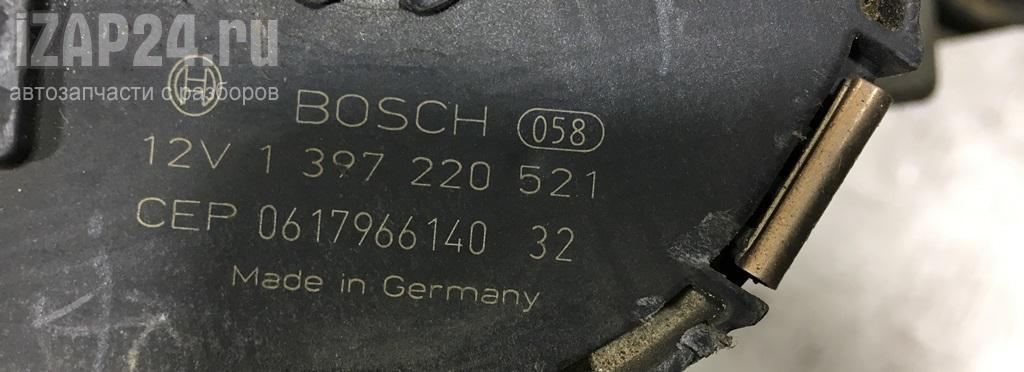 iZAP24.ru
автозапчасти с разборов
BOSCH 058
12V 1 397 220 521
CEP 0617966140 32
Made in Germany